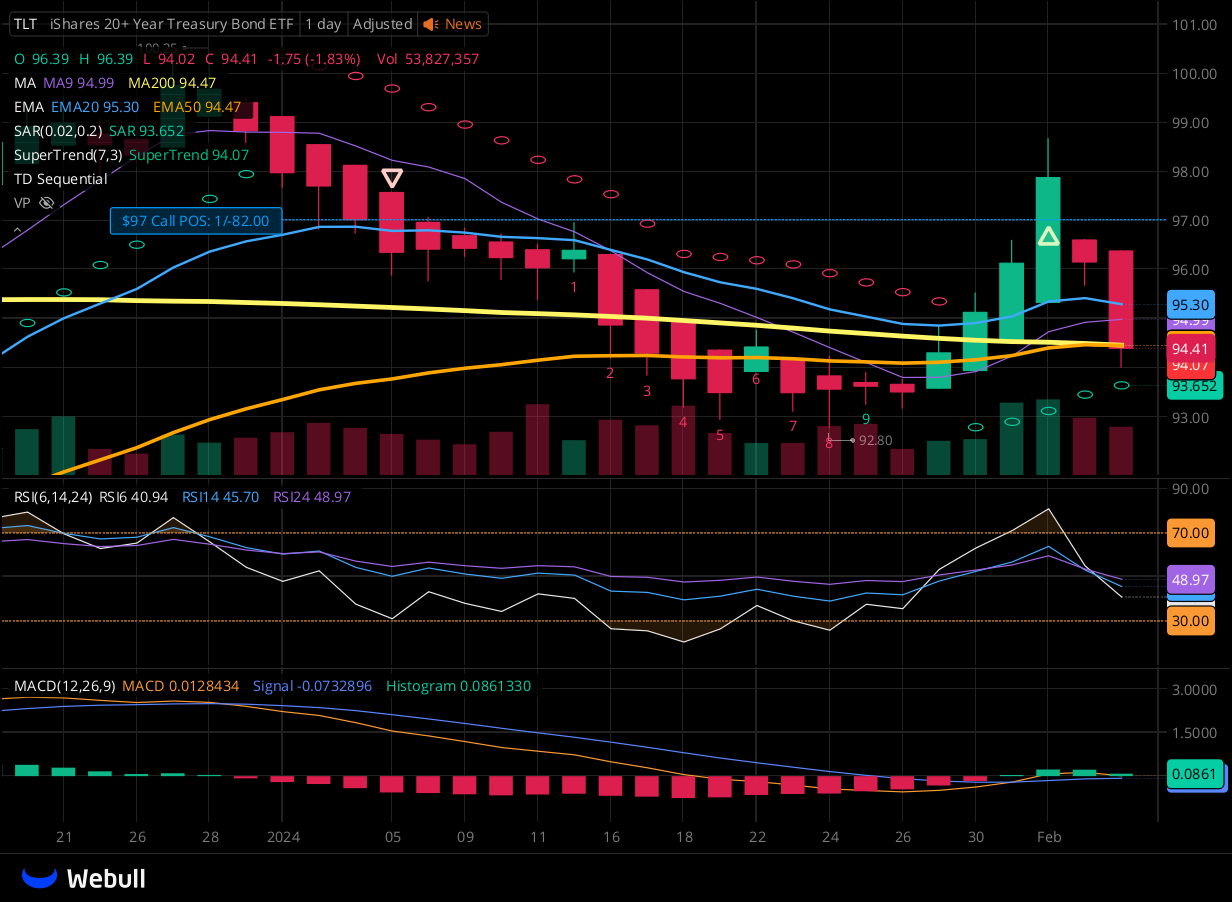 TLT iShares 20+ Year Treasury Bond ETF 1 day Adjusted News
101.00
100.25
O 96.39 H 96.39 L 94.02 C 94.41 -1.75 (-1.83%) Vol 53,827,357
100.00
MA MA9 94.99 MA200 94.47
EMA EMA20 95.30 EMA50 94.47
99.00
SAR(0.02,0.2) SAR 93.652
SuperTrend(7,3) SuperTrend 94.07
98.00
TD Sequential
VP
$97 Call POS: 1/-82.00
97.00
96.00
1
95.30
94.99
94.41
94.07
2
6
93.652
3
4
9
93.00
7
5
8
92.80
90.00
RSI(6,14,24) RSI6 40.94 RSI14 45.70 RSI24 48.97
70.00
48.97
30.00
MACD(12,26,9) MACD 0.0128434 Signal -0.0732896 Histogram 0.0861330
3.0000
1.5000
0.0861
21 26 28 2024 05 09 11 16 18 22 24 26 30 Feb
Webull